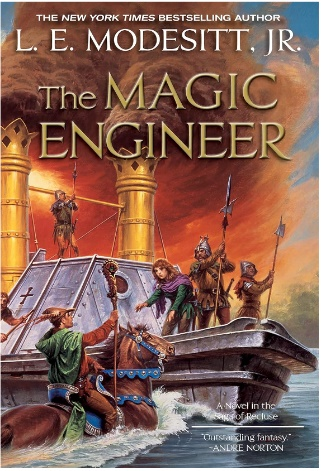 THE NEW YORK TIMES BESTSELLING AUTHOR
L. E. MODESITT, JR.
The MAGIC
ENGINEER
A Novel in the
Saga of Recluse
"Outstanding fantasy."
—ANDRE NORTON